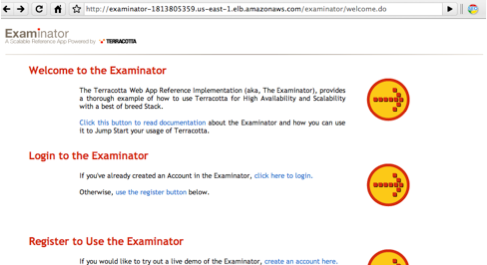 http://examinator-1813805359.us-east-1.elb.amazonaws.com/examinator/welcome.do
Examinator
A Scalable Reference App Powered by TERRACOTTA
Welcome to the Examinator
The Terracotta Web App Reference Implementation (aka, The Examinator), provides
a thorough example of how to use Terracotta for High Availability and Scalability
with a best of breed Stack.
Click this button to read documentation about the Examinator and how you can use
it to Jump Start your usage of Terracotta.
Login to the Examinator
If you've already created an Account in the Examinator, click here to login.
Otherwise, use the register button below.
Register to Use the Examinator
If you would like to try out a live demo of the Examinator, create an account here.